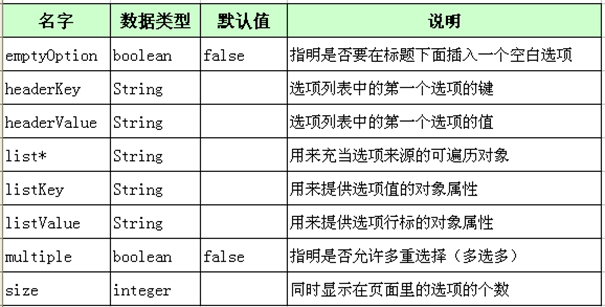 名字 数据类型 默认值 说明
emptyOption boolean false 指明是否要在标题下面插入一个空白选项
headerKey String 选项列表中的第一个选项的键
headerValue String 选项列表中的第一个选项的值
list* String 用来充当选项来源的可遍历对象
listKey String 用来提供选项值的对象属性
listValue String 用来提供选项行标的对象属性
multiple boolean false 指明是否允许多重选择（多选多）
size integer 同时显示在页面里的选项的个数